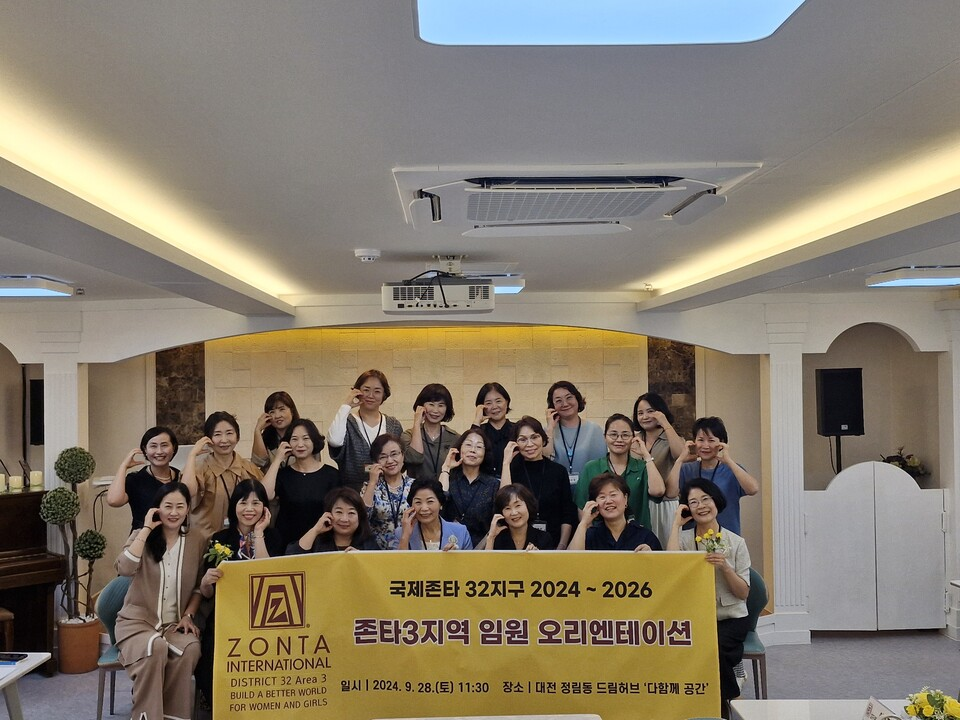 국제존타 32지구 2024 ~ 2026
존타3지역 임원 오리엔테이션
일시 | 2024. 9. 28.(토) 11:30 장소 | 대전 정림동 드림허브 '다함께 공간'
Z
ZONTA
INTERNATIONAL
DISTRICT 32 Area 3
BUILD A BETTER WORLD
FOR WOMEN AND GIRLS